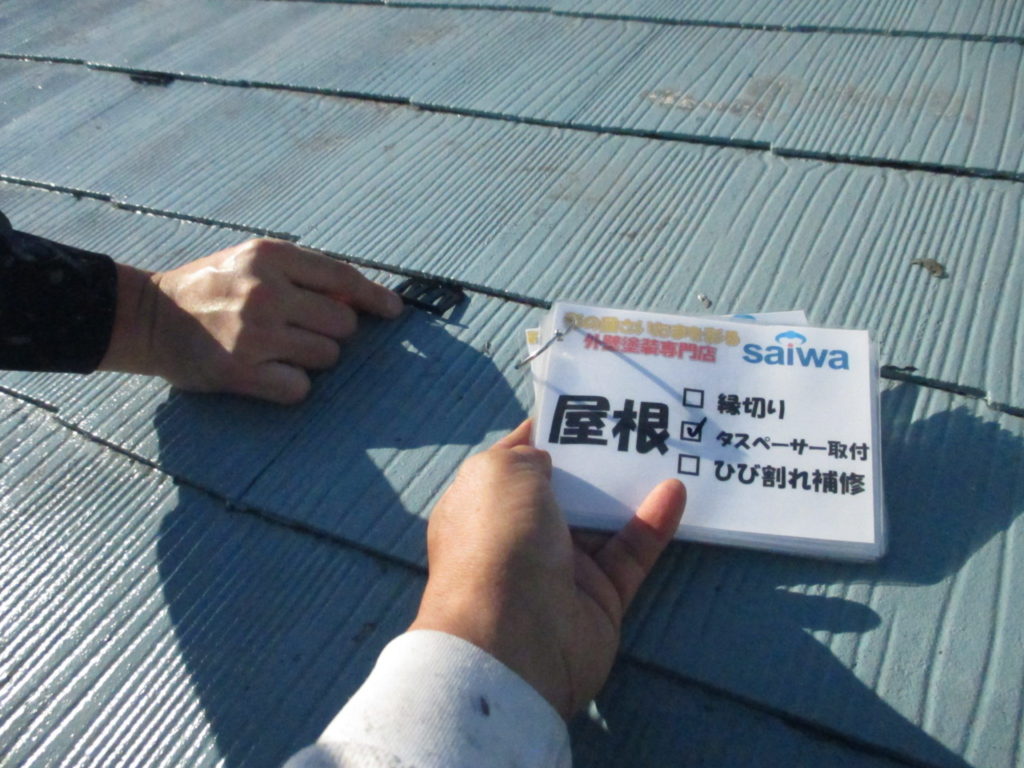 外壁塗装専門店
saiwa
屋根
縁切り
タスペーサー取付
ひび割れ補修